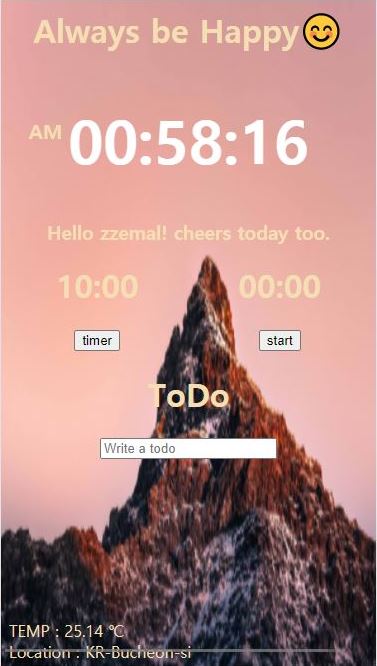 Always be Happy😊
AM 00:58:16
Hello zzemal! cheers today too.
10:00 00:00
timer start
ToDo
Write a todo
TEMP : 25.14 ℃
Location : KR-Bucheon-si